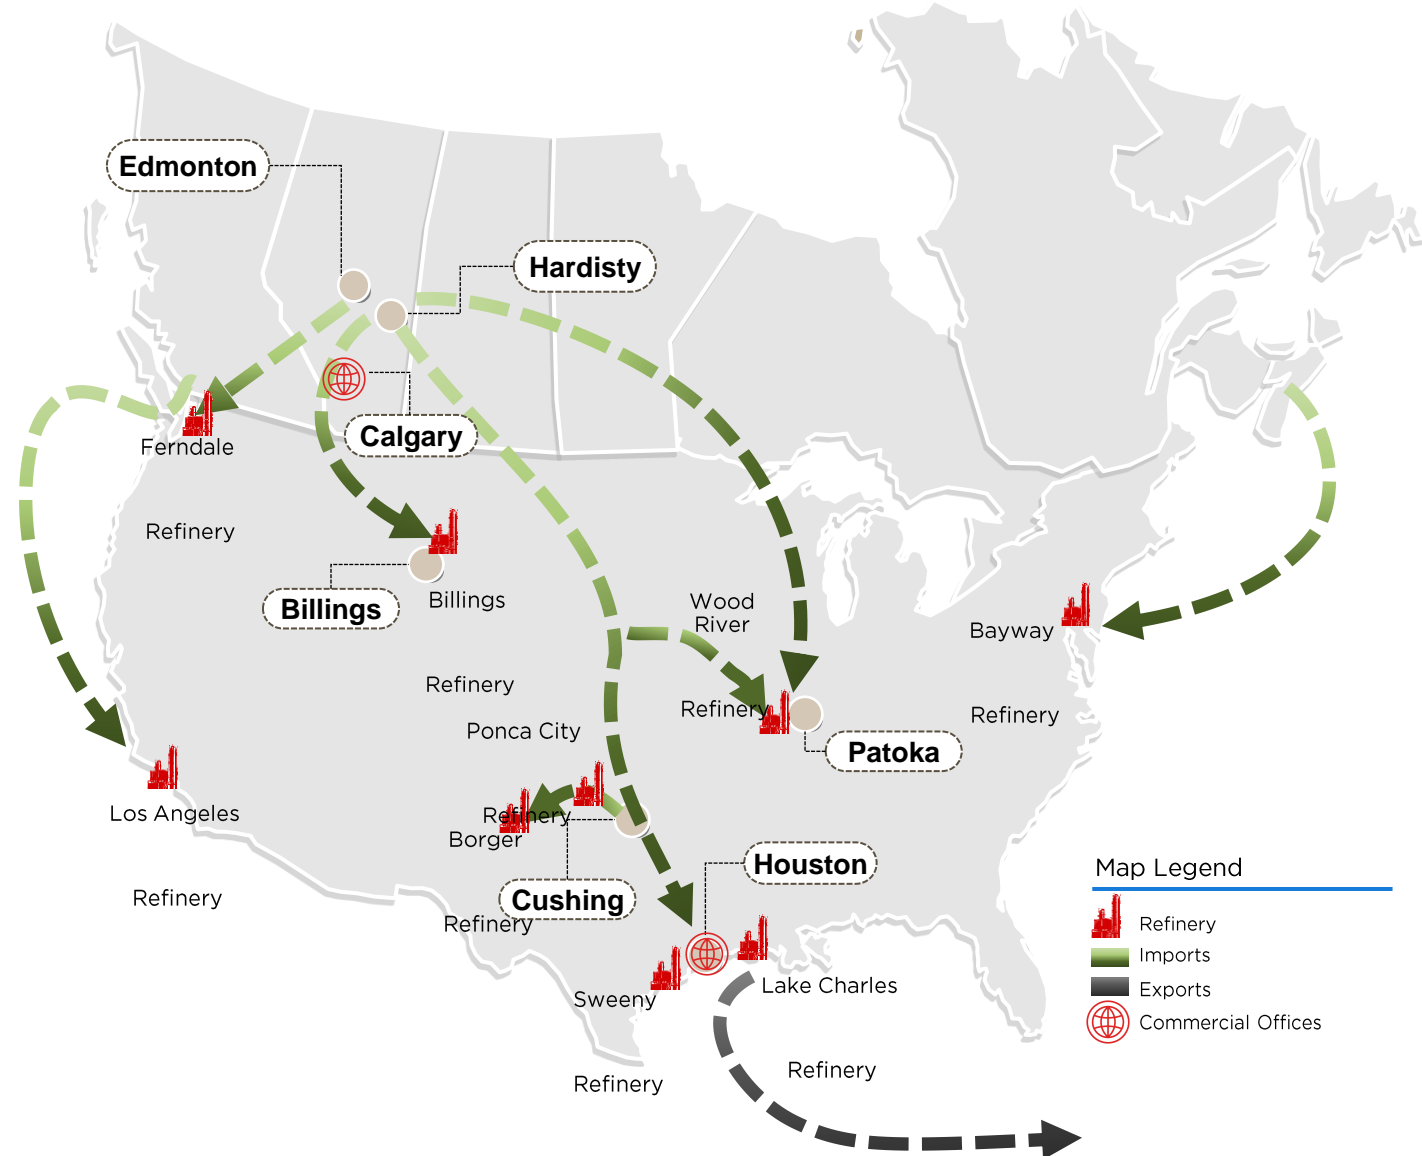 Edmonton
Hardisty
Calgary
Ferndale
Refinery
Billings
Billings
Refinery
Wood
River
Refinery
Bayway
Refinery
Patoka
Ponca City
Refinery
Borger
Refinery
Cushing
Los Angeles
Refinery
Houston
Sweeny
Refinery
Lake Charles
Refinery
Map Legend
Refinery
Imports
Exports
Commercial Offices